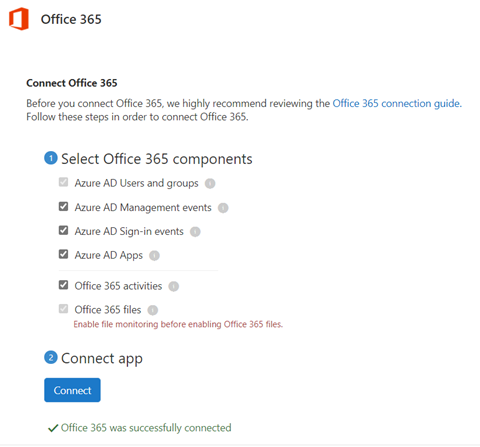 Office 365
Connect Office 365
Before you connect Office 365, we highly recommend reviewing the Office 365 connection guide.
Follow these steps in order to connect Office 365.
1 Select Office 365 components
Azure AD Users and groups i
Azure AD Management events i
Azure AD Sign-in events i
Azure AD Apps i
Office 365 activities i
Office 365 files i
Enable file monitoring before enabling Office 365 files.
2 Connect app
Connect
Office 365 was successfully connected